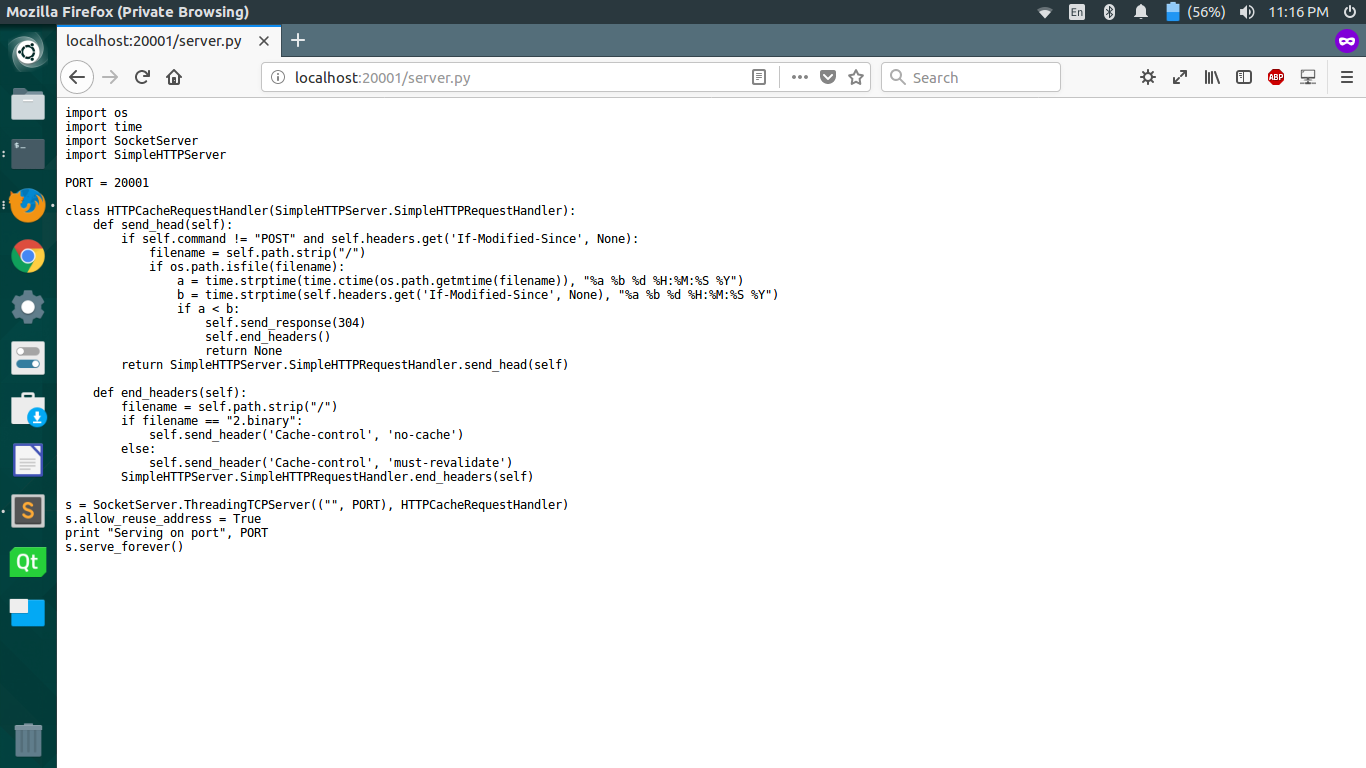 Mozilla Firefox (Private Browsing)
En
(56%)
11:16 PM
localhost:20001/server.py
localhost:20001/server.py
Search
ABP
import os
import time
import SocketServer
import SimpleHTTPServer
PORT = 20001
class HTTPCacheRequestHandler(SimpleHTTPServer.SimpleHTTPRequestHandler):
    def send_head(self):
        if self.command != "POST" and self.headers.get('If-Modified-Since', None):
            filename = self.path.strip("/")
            if os.path.isfile(filename):
                a = time.strptime(time.ctime(os.path.getmtime(filename)), "%a %b %d %H:%M:%S %Y")
                b = time.strptime(self.headers.get('If-Modified-Since', None), "%a %b %d %H:%M:%S %Y")
                if a < b:
                    self.send_response(304)
                    self.end_headers()
                    return None
        return SimpleHTTPServer.SimpleHTTPRequestHandler.send_head(self)
    def end_headers(self):
        filename = self.path.strip("/")
        if filename == "2.binary":
            self.send_header('Cache-control', 'no-cache')
        else:
            self.send_header('Cache-control', 'must-revalidate')
        SimpleHTTPServer.SimpleHTTPRequestHandler.end_headers(self)
s = SocketServer.ThreadingTCPServer(("", PORT), HTTPCacheRequestHandler)
s.allow_reuse_address = True
print "Serving on port", PORT
s.serve_forever()
S
Qt